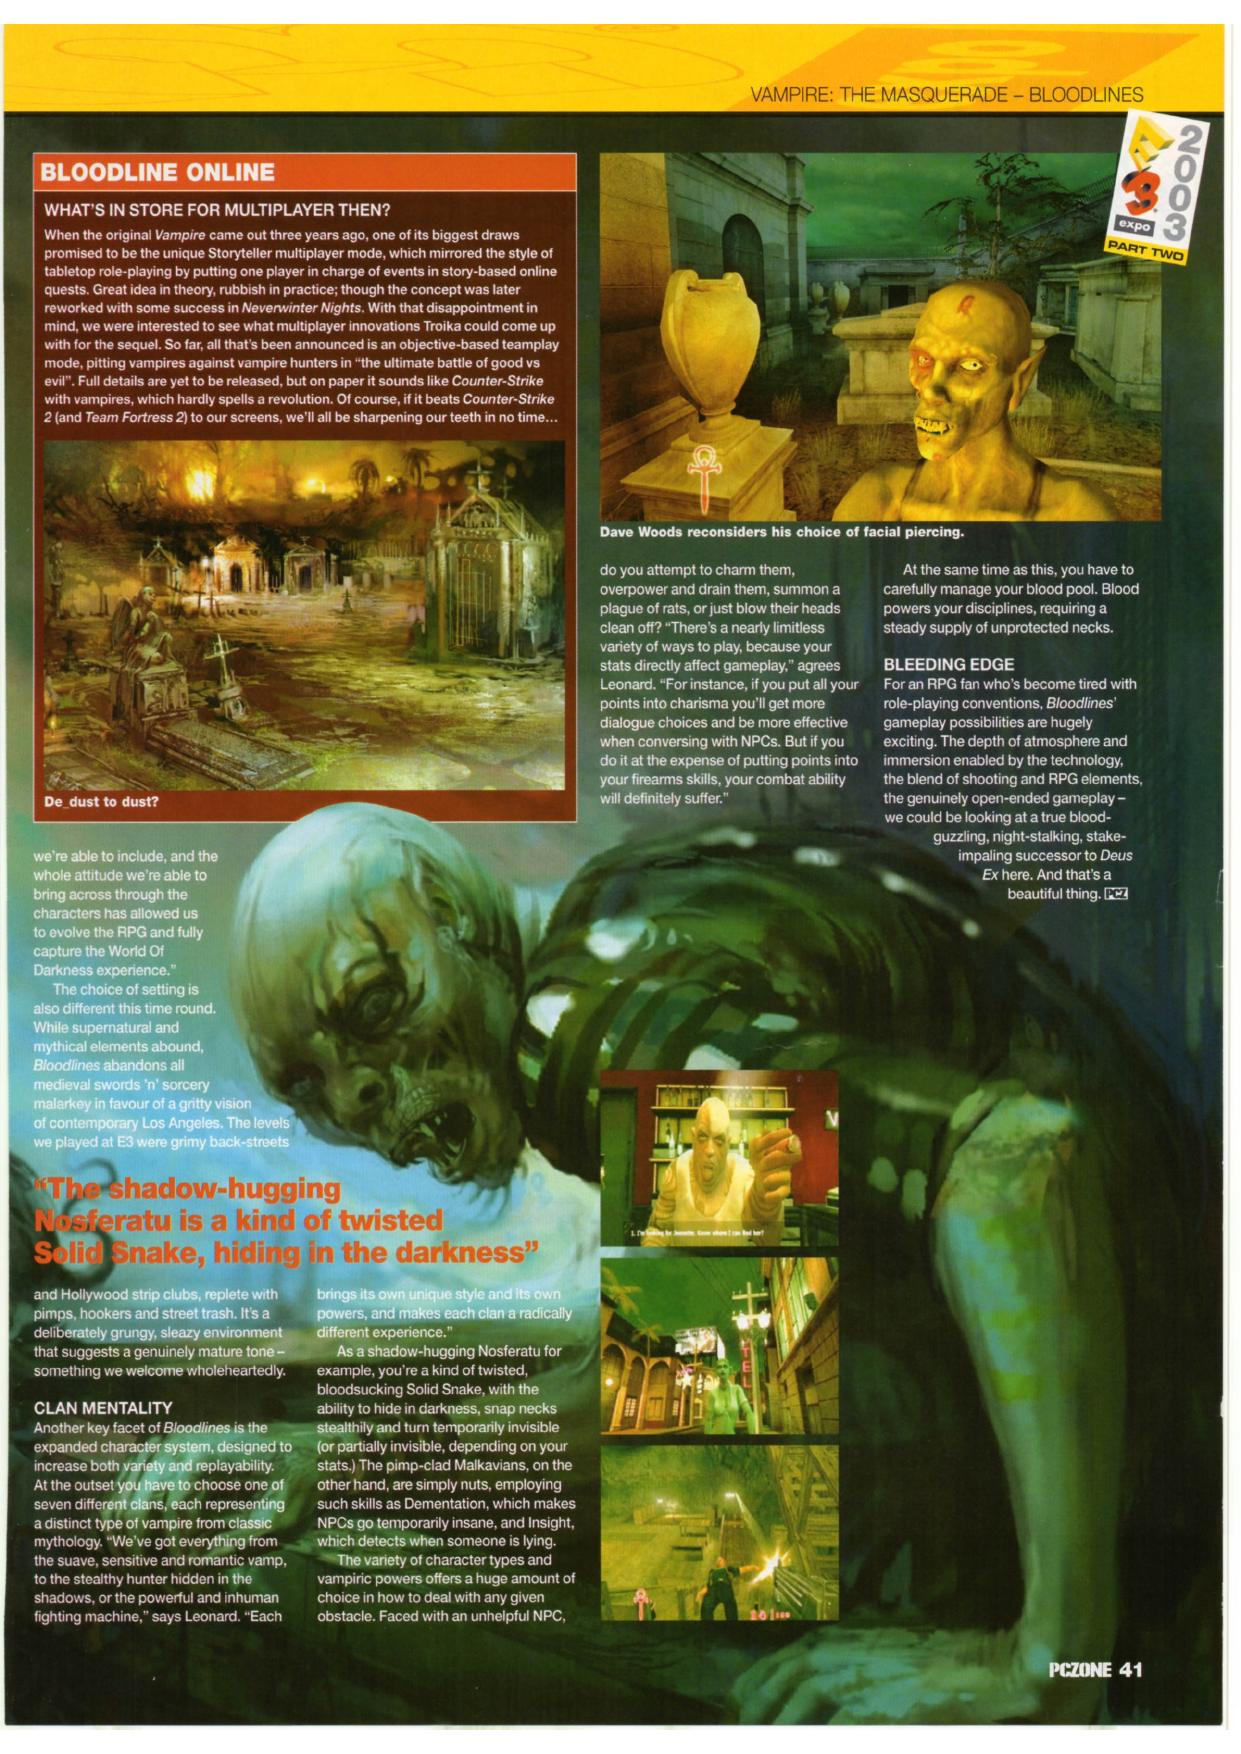 VAMPIRE: THE MASQUERADE – BLOODLINES
E3
expo
2003
PART TWO
BLOODLINE ONLINE
WHAT'S IN STORE FOR MULTIPLAYER THEN?
When the original Vampire came out three years ago, one of its biggest draws
promised to be the unique Storyteller multiplayer mode, which mirrored the style of
tabletop role-playing by putting one player in charge of events in story-based online
quests. Great idea in theory, rubbish in practice; though the concept was later
reworked with some success in Neverwinter Nights. With that disappointment in
mind, we were interested to see what multiplayer innovations Troika could come up
with for the sequel. So far, all that's been announced is an objective-based teamplay
mode, pitting vampires against vampire hunters in "the ultimate battle of good vs
evil". Full details are yet to be released, but on paper it sounds like Counter-Strike
with vampires, which hardly spells a revolution. Of course, if it beats Counter-Strike
2 (and Team Fortress 2) to our screens, we'll all be sharpening our teeth in no time...
De_dust to dust?
we're able to include, and the
whole attitude we're able to
bring across through the
characters has allowed us
to evolve the RPG and fully
capture the World Of
Darkness experience."
The choice of setting is
also different this time round.
While supernatural and
mythical elements abound,
Bloodlines abandons all
medieval swords 'n' sorcery
malarkey in favour of a gritty vision
of contemporary Los Angeles. The levels
we played at E3 were grimy back-streets
"The shadow-hugging
Nosferatu is a kind of twisted
Solid Snake, hiding in the darkness"
and Hollywood strip clubs, replete with
pimps, hookers and street trash. It's a
deliberately grungy, sleazy environment
that suggests a genuinely mature tone –
something we welcome wholeheartedly.
CLAN MENTALITY
Another key facet of Bloodlines is the
expanded character system, designed to
increase both variety and replayability.
At the outset you have to choose one of
seven different clans, each representing
a distinct type of vampire from classic
mythology. "We've got everything from
the suave, sensitive and romantic vamp,
to the stealthy hunter hidden in the
shadows, or the powerful and inhuman
fighting machine," says Leonard. "Each
brings its own unique style and its own
powers, and makes each clan a radically
different experience."
As a shadow-hugging Nosferatu for
example, you're a kind of twisted,
bloodsucking Solid Snake, with the
ability to hide in darkness, snap necks
stealthily and turn temporarily invisible
(or partially invisible, depending on your
stats.) The pimp-clad Malkavians, on the
other hand, are simply nuts, employing
such skills as Dementation, which makes
NPCs go temporarily insane, and Insight,
which detects when someone is lying.
The variety of character types and
vampiric powers offers a huge amount of
choice in how to deal with any given
obstacle. Faced with an unhelpful NPC,
Dave Woods reconsiders his choice of facial piercing.
do you attempt to charm them,
overpower and drain them, summon a
plague of rats, or just blow their heads
clean off? "There's a nearly limitless
variety of ways to play, because your
stats directly affect gameplay," agrees
Leonard. "For instance, if you put all your
points into charisma you'll get more
dialogue choices and be more effective
when conversing with NPCs. But if you
do it at the expense of putting points into
your firearms skills, your combat ability
will definitely suffer."
At the same time as this, you have to
carefully manage your blood pool. Blood
powers your disciplines, requiring a
steady supply of unprotected necks.
BLEEDING EDGE
For an RPG fan who's become tired with
role-playing conventions, Bloodlines'
gameplay possibilities are hugely
exciting. The depth of atmosphere and
immersion enabled by the technology,
the blend of shooting and RPG elements,
the genuinely open-ended gameplay –
we could be looking at a true blood-
guzzling, night-stalking, stake-
impaling successor to Deus
Ex here. And that's a
beautiful thing. PCZ
1. I'm looking for Jeanette. Know where I can find her?
TEL
PCZONE 41